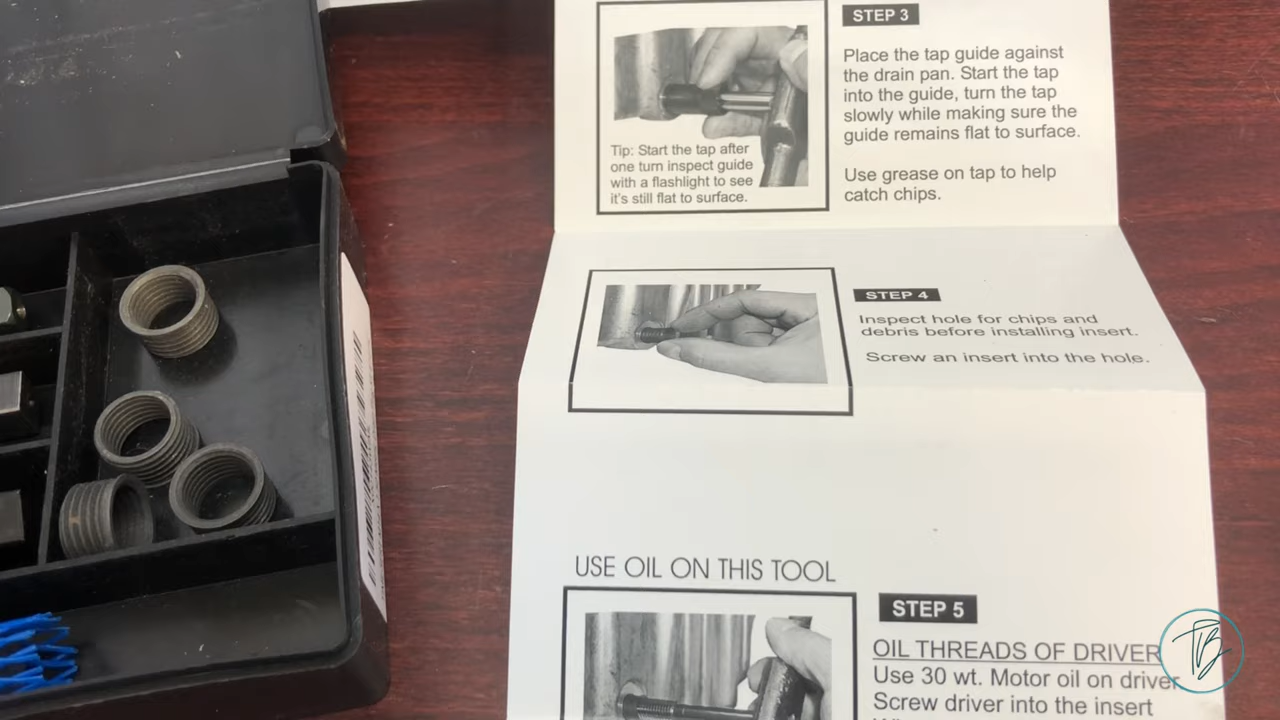 STEP 3
Place the tap guide against
the drain pan. Start the tap
into the guide, turn the tap
slowly while making sure the
guide remains flat to surface.
Use grease on tap to help
catch chips.
Tip: Start the tap after
one turn inspect guide
with a flashlight to see
it's still flat to surface.
STEP 4
Inspect hole for chips and
debris before installing insert.
Screw an insert into the hole.
USE OIL ON THIS TOOL
STEP 5
OIL THREADS OF DRIVER
Use 30 wt. Motor oil on driver
Screw driver into the insert
TB